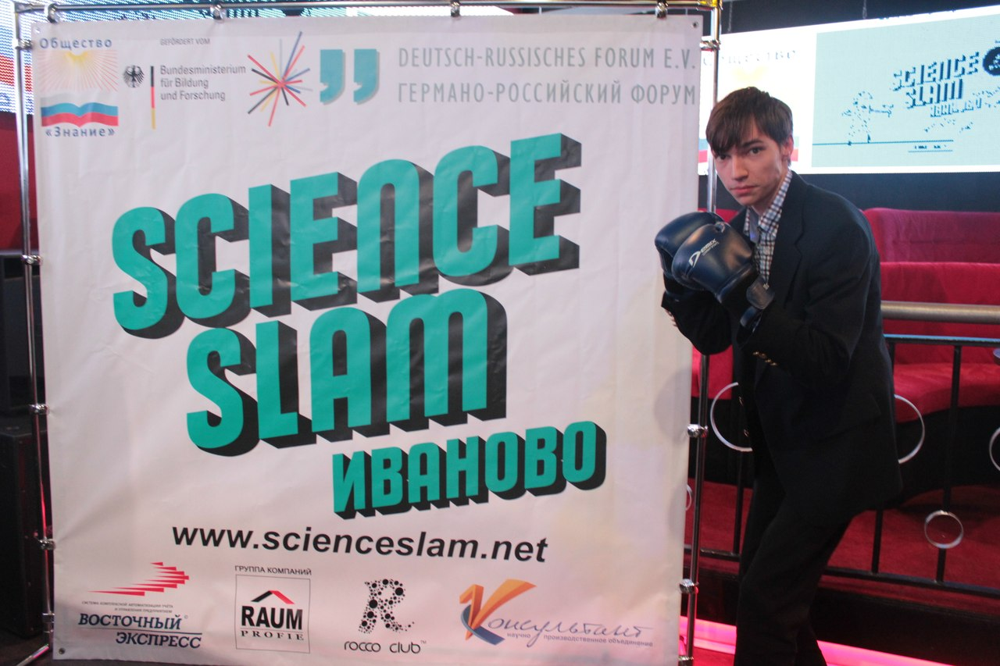 Общество
«Знание»
GEFÖRDERT VOM
Bundesministerium
für Bildung
und Forschung
DEUTSCH-RUSSISCHES FORUM E.V.
ГЕРМАНО-РОССИЙСКИЙ ФОРУМ
SCIENCE
SLAM
ИВАНОВО
www.scienceslam.net
СИСТЕМА КОМПЛЕКСНОЙ АВТОМАТИЗАЦИИ УЧЁТА
И УПРАВЛЕНИЯ ПРЕДПРИЯТИЕМ
ВОСТОЧНЫЙ©
ЭКСПРЕСС
ГРУППА КОМПАНИЙ
RAUM
PROFIE
R
rocco club™
Консультант
научно производственное объединение
SCIENCE
SLAM